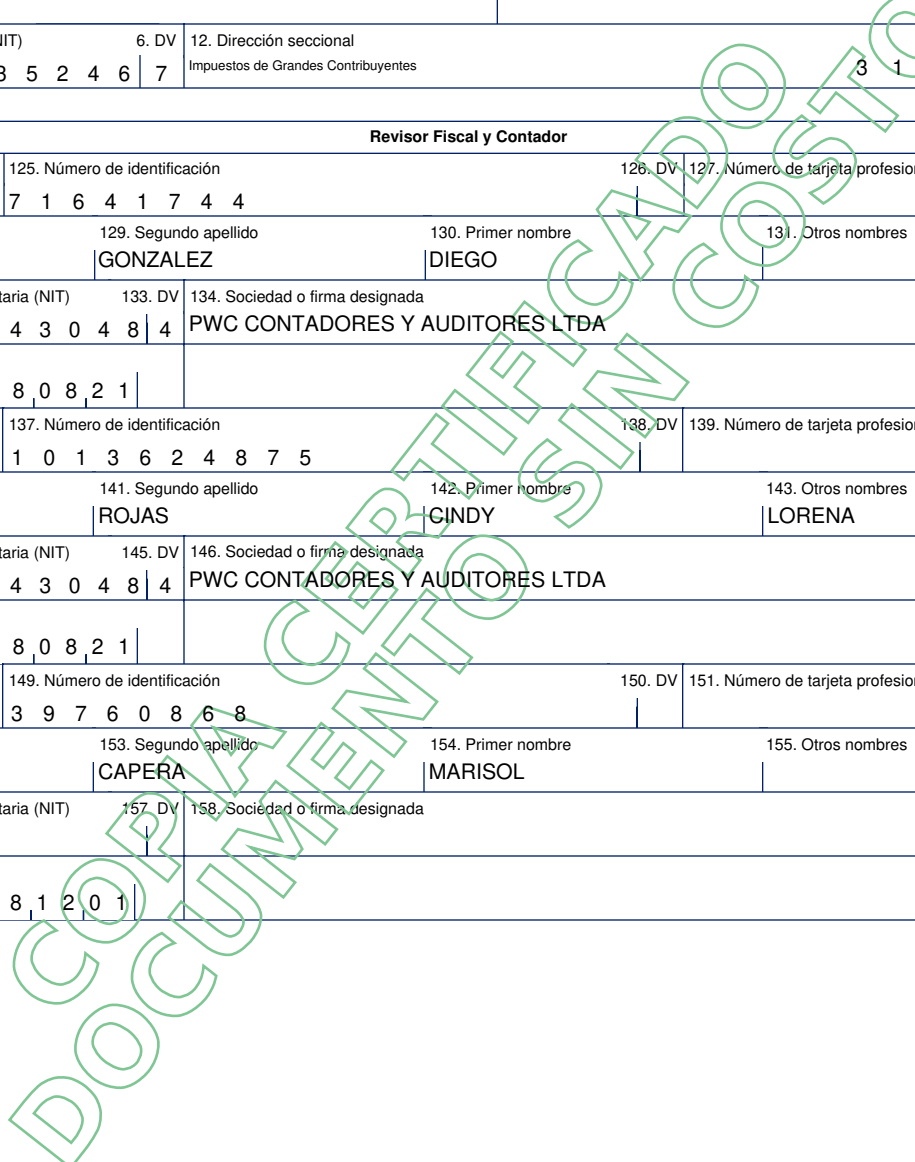 NIT) 6. DV 12. Dirección seccional
3 5 2 4 6 7 Impuestos de Grandes Contribuyentes 3 1
Revisor Fiscal y Contador
125. Número de identificación 126. DV 127. Número de tarjeta profesion
7 1 6 4 1 7 4 4
129. Segundo apellido 130. Primer nombre 131. Otros nombres
GONZALEZ DIEGO
taria (NIT) 133. DV 134. Sociedad o firma designada
4 3 0 4 8 4 PWC CONTADORES Y AUDITORES LTDA
8 0 8 2 1
137. Número de identificación 138. DV 139. Número de tarjeta profesion
1 0 1 3 6 2 4 8 7 5
141. Segundo apellido 142. Primer nombre 143. Otros nombres
ROJAS CINDY LORENA
taria (NIT) 145. DV 146. Sociedad o firma designada
4 3 0 4 8 4 PWC CONTADORES Y AUDITORES LTDA
8 0 8 2 1
149. Número de identificación 150. DV 151. Número de tarjeta profesion
3 9 7 6 0 8 6 8
153. Segundo apellido 154. Primer nombre 155. Otros nombres
CAPERA MARISOL
taria (NIT) 157. DV 158. Sociedad o firma designada
8 1 2 0 1
COPIA CERTIFICADO
DOCUMENTO SIN COSTO